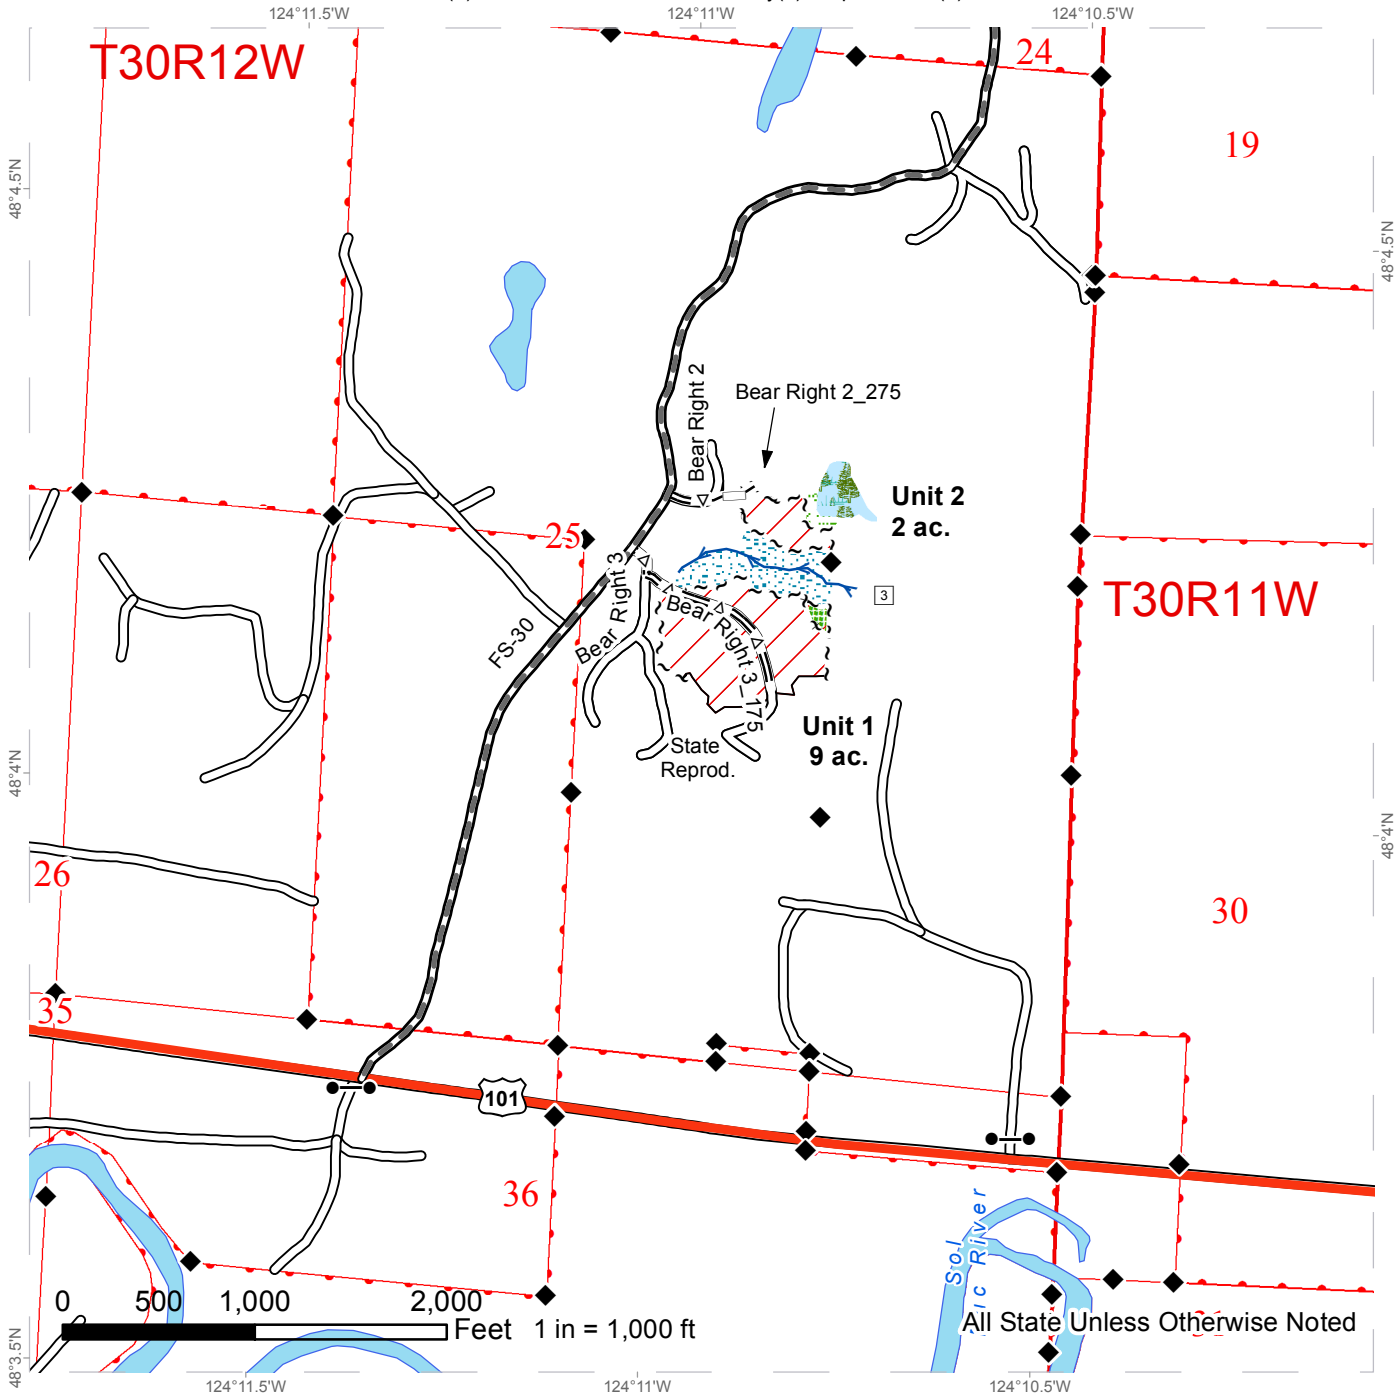 124°11.5'W
124°11'W
124°10.5'W
T30R12W
24
19
48°4.5'N
48°4.5'N
Bear Right 2
Bear Right 2_275
Unit 2
2 ac.
25
3
T30R11W
Bear Right 3
Bear Right 3_175
FS-30
Unit 1
9 ac.
State
Reprod.
48°4'N
48°4'N
26
30
35
101
36
Sol
uc River
0 500 1,000 2,000
Feet 1 in = 1,000 ft
All State Unless Otherwise Noted
48°3.5'N
124°11.5'W
124°11'W
124°10.5'W